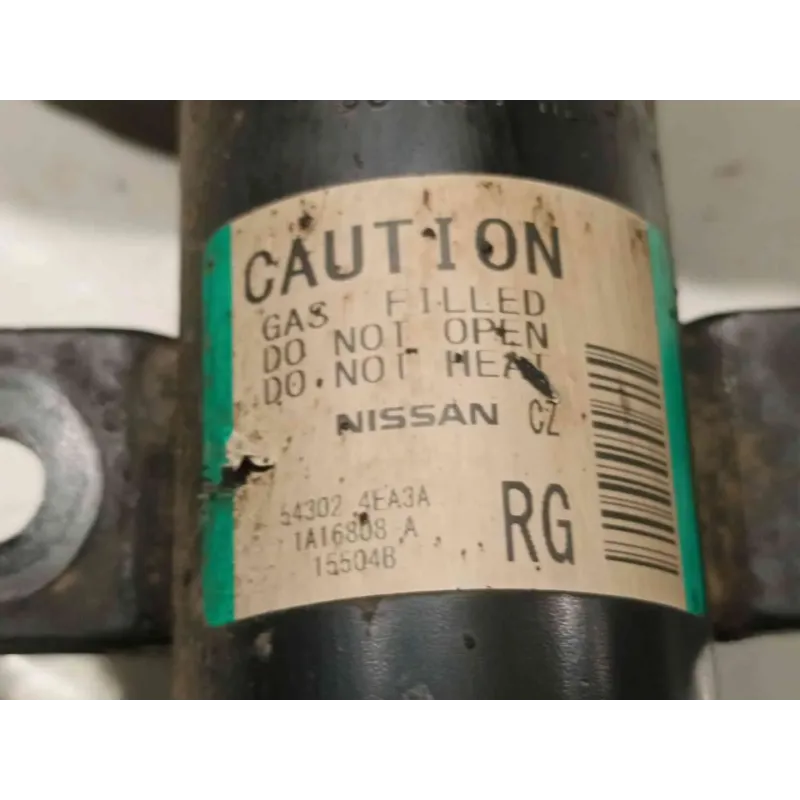 CAUTION
GAS FILLED
DO NOT OPEN
DO NOT HEAT
NISSAN CZ
54302 4EA3A
1A16808 A
15504B
RG